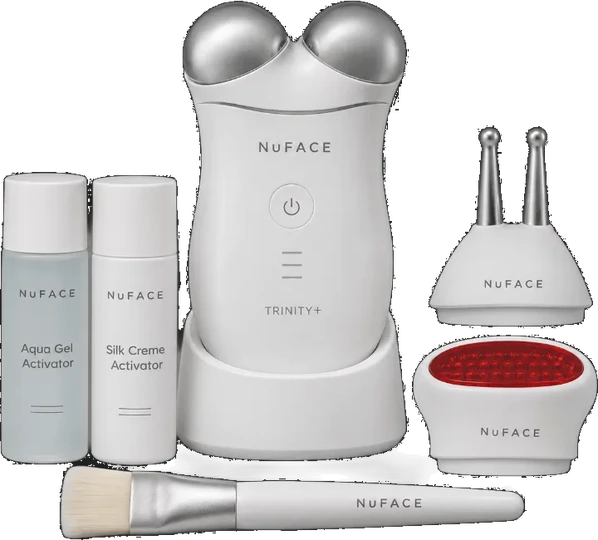 NuFACE
TRINITY+
NuFACE
Aqua Gel
Activator
NuFACE
Silk Creme
Activator
NuFACE
NuFACE
NuFACE